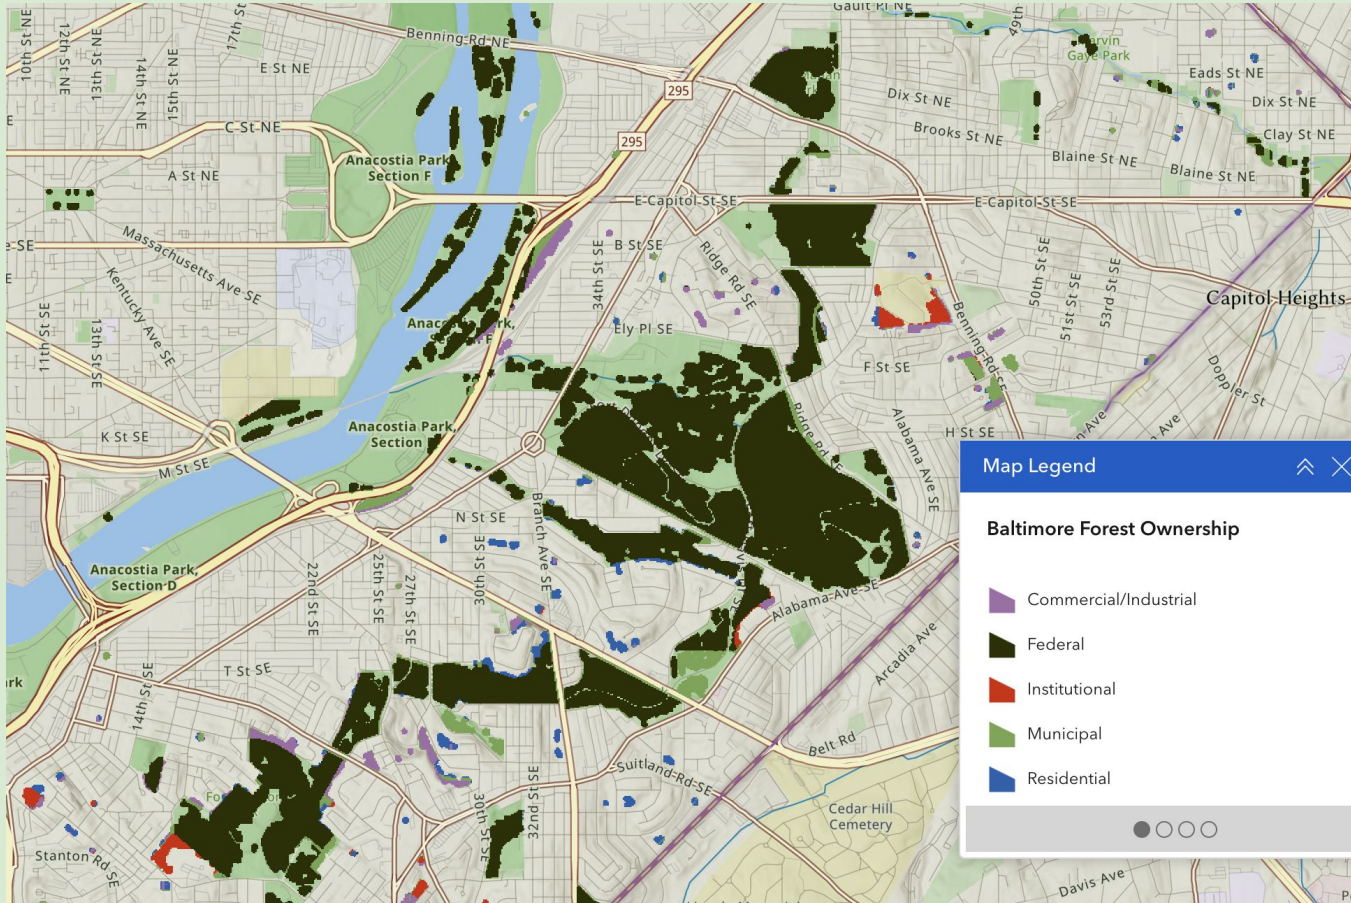 10th St NE
12th St NE
13th St NE
14th St NE
15th St NE
17th St
E St NE
C St NE
A St NE
Benning Rd NE
Gault Pl NE
49th
Marvin
Gaye Park
Eads St NE
Dix St NE
Dix St NE
Brooks St NE
Clay St NE
Blaine St NE
Blaine St NE
295
295
Anacostia Park,
Section F
E Capitol St SE
E Capitol St SE
e SE
Massachusetts Ave SE
Kentucky Ave SE
11th St SE
13th St SE
B St SE
34th St SE
Ridge Rd SE
Ely Pl SE
50th St SE
51st St SE
53rd St SE
Capitol Heights
Benning Rd SE
F St SE
Doppler St
H St SE
Alabama Ave SE
Ridge Rd SE
n Ave
n Ave
K St SE
M St SE
Anacostia Park,
Section
N St SE
Branch Ave SE
Anacostia Park,
Section D
22nd St SE
25th St SE
27th St SE
30th St SE
Alabama Ave SE
Arcadia Ave
ark
T St SE
14th St SE
Belt Rd
Suitland Rd SE
30th St SE
32nd St SE
Cedar Hill
Cemetery
Stanton Rd SE
Davis Ave
Map Legend
Baltimore Forest Ownership
Commercial/Industrial
Federal
Institutional
Municipal
Residential